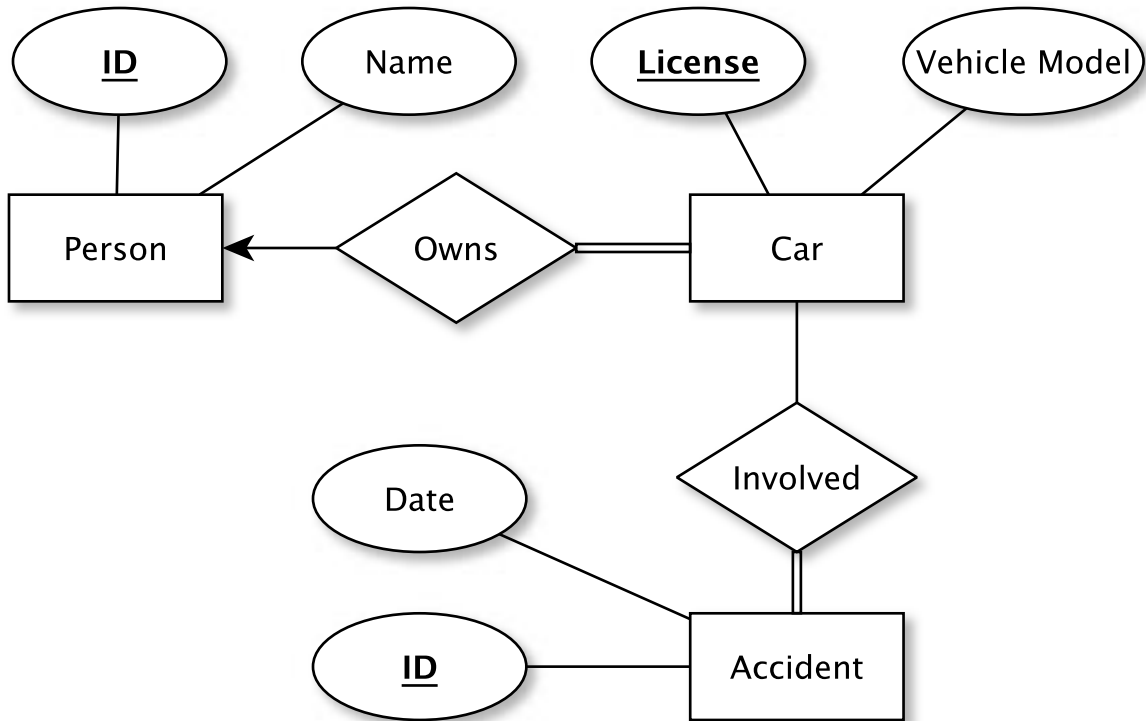 ID
Name
License
Vehicle Model
Person
Owns
Car
Involved
Date
ID
Accident